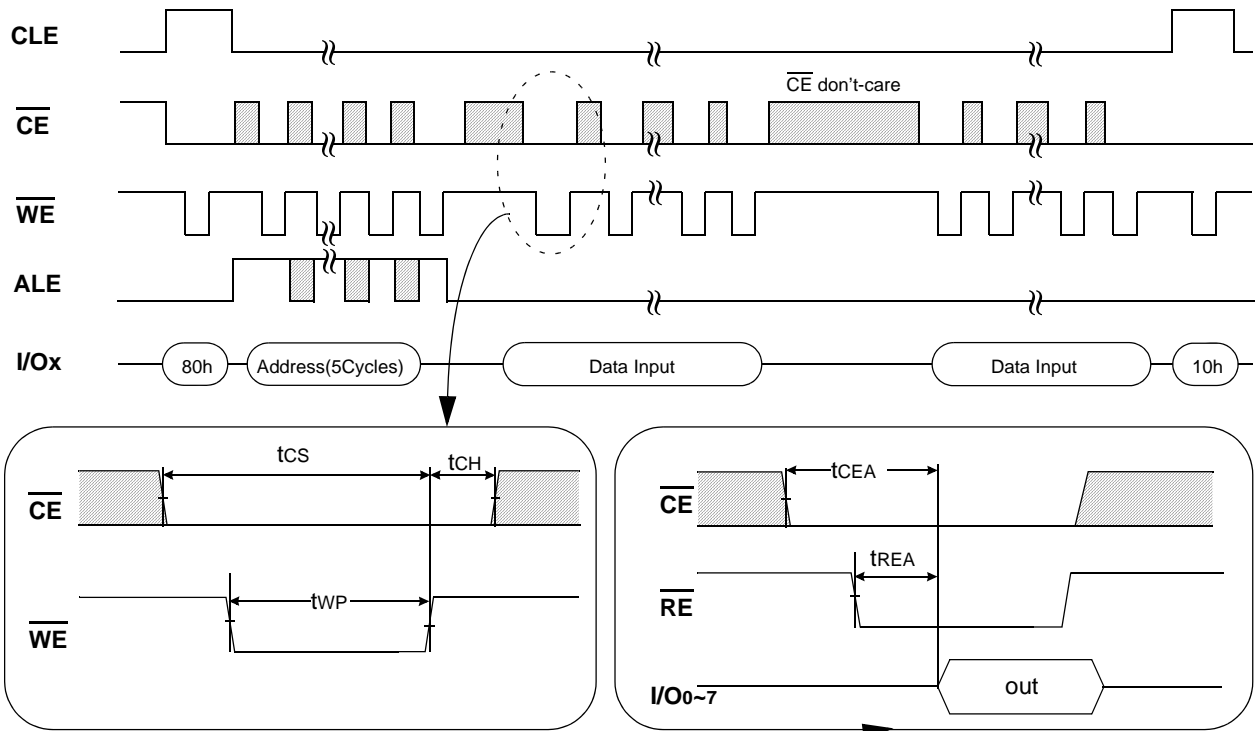 CLE
CE don't-care
CE
WE
ALE
I/Ox
80h
Address(5Cycles)
Data Input
Data Input
10h
tCS
tCH
CE
tWP
WE
tCEA
CE
tREA
RE
I/O0~7
out